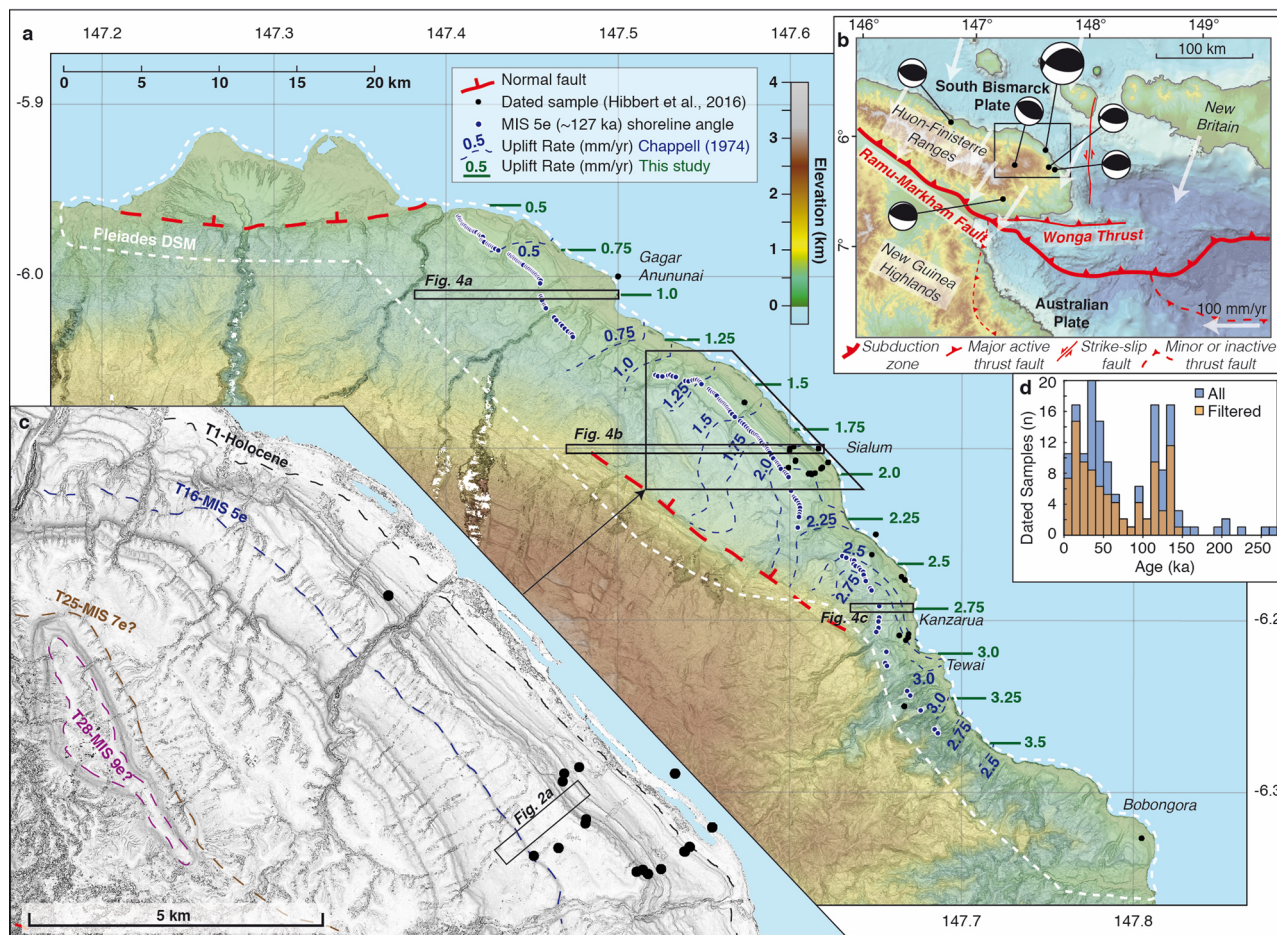 a
147.2
147.3
147.4
147.5
147.6
0
5
10
15
20 km
-5.9
-6.0
-6.2
-6.3
147.7
147.8
Normal fault
Dated sample (Hibbert et al., 2016)
MIS 5e (~127 ka) shoreline angle
0.5 Uplift Rate (mm/yr) Chappell (1974)
0.5 Uplift Rate (mm/yr) This study
4
3
2
1
0
Elevation (km)
Pleiades DSM
0.5
0.75
1.0
1.25
1.5
1.75
2.0
2.25
2.5
2.75
3.0
3.25
3.5
0.5
0.75
1.0
1.25
1.5
1.75
2.0
2.25
2.5
2.75
3.0
3.0
2.75
2.5
Gagar
Anununai
Sialum
Kanzarua
Tewai
Bobongora
Fig. 4a
Fig. 4b
Fig. 4c
b
146°
147°
148°
149°
6°
7°
100 km
South Bismarck
Plate
New
Britain
Huon-Finisterre
Ranges
Ramu-Markham Fault
Wonga Thrust
New Guinea
Highlands
Australian
Plate
100 mm/yr
Subduction
zone
Major active
thrust fault
Strike-slip
fault
Minor or inactive
thrust fault
c
T1-Holocene
T16-MIS 5e
T25-MIS 7e?
T28-MIS 9e?
Fig. 2a
5 km
d
20
16
12
8
4
0
Dated Samples (n)
All
Filtered
0
50
100
150
200
250
Age (ka)